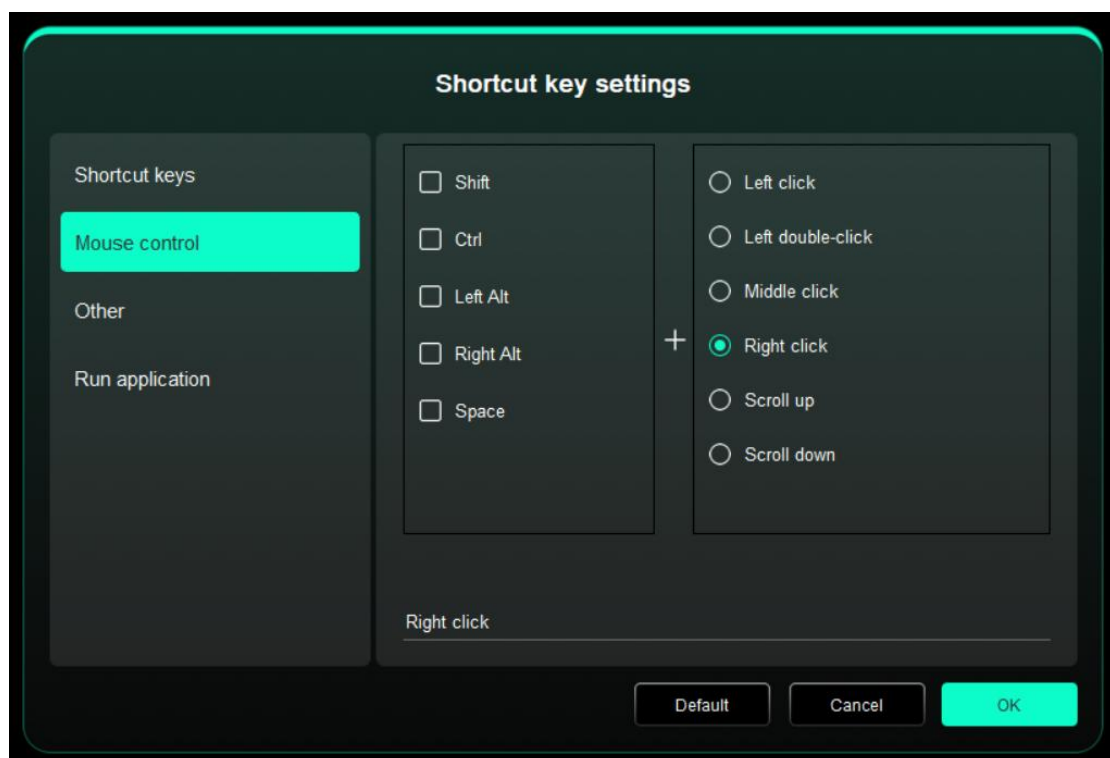 Shortcut key settings
Shortcut keys
Mouse control
Other
Run application
Shift
Ctrl
Left Alt
Right Alt
Space
+
Left click
Left double-click
Middle click
Right click
Scroll up
Scroll down
Right click
Default
Cancel
OK